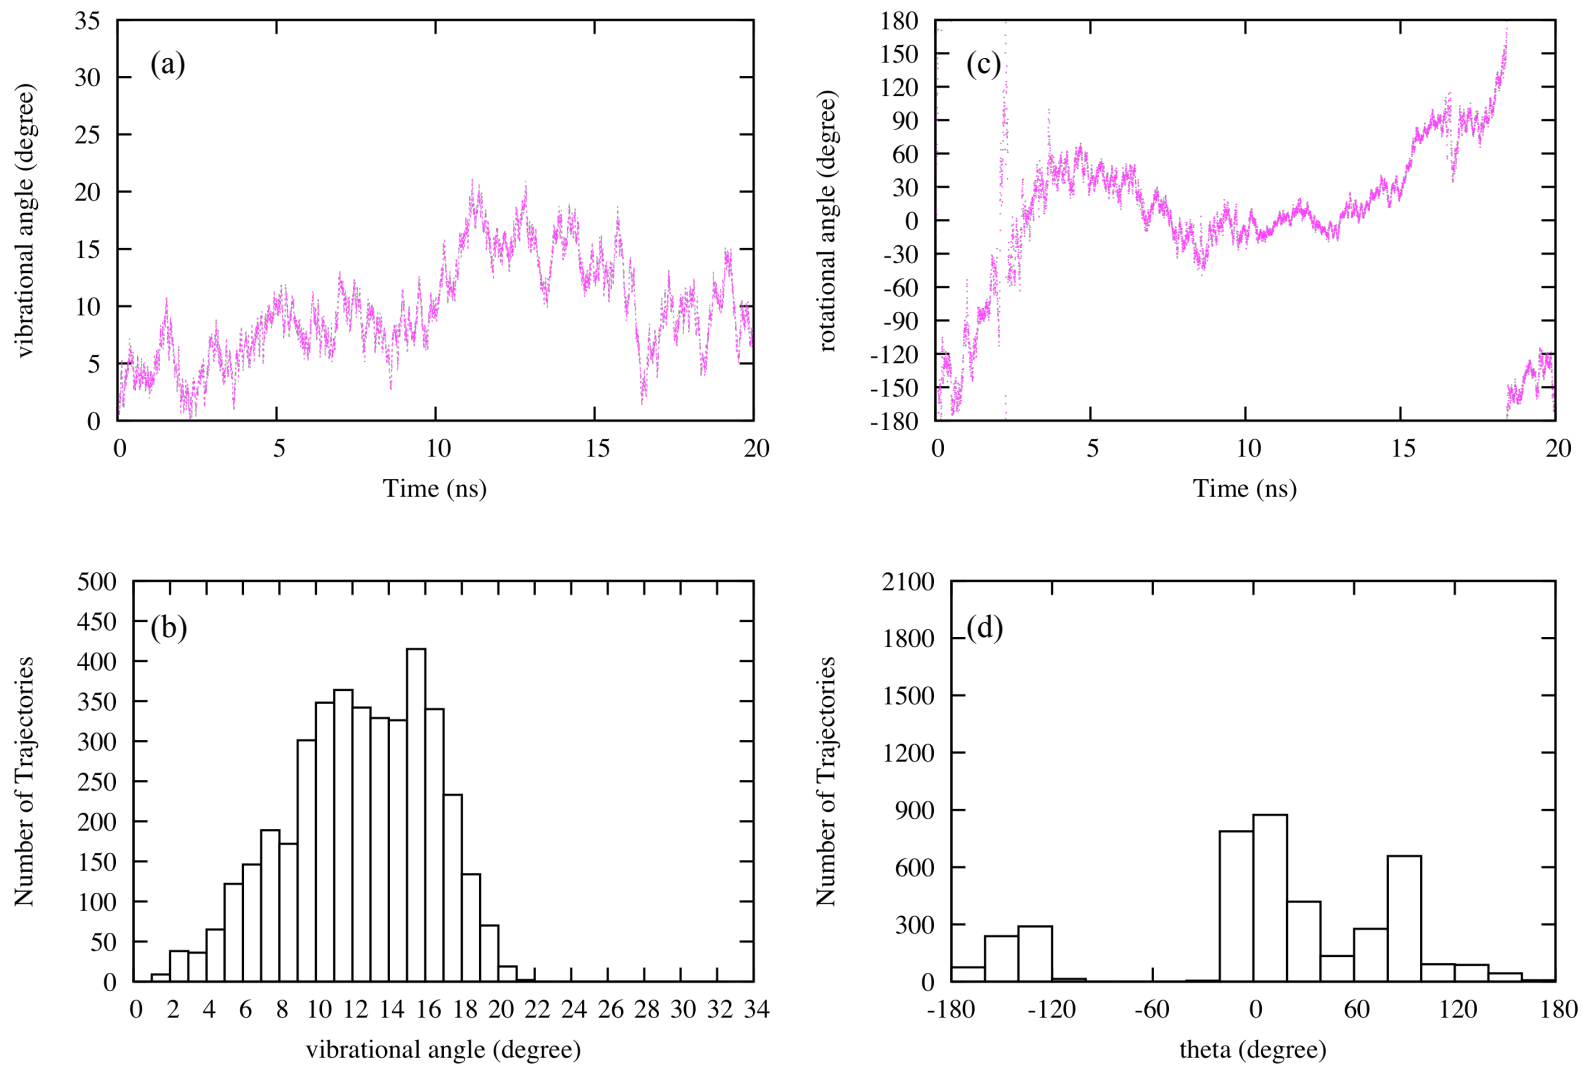 (a)
vibrational angle (degree)
35
30
25
20
15
10
5
0
0 5 10 15 20
Time (ns)
(c)
rotational angle (degree)
180
150
120
90
60
30
0
-30
-60
-90
-120
-150
-180
0 5 10 15 20
Time (ns)
(b)
Number of Trajectories
500
450
400
350
300
250
200
150
100
50
0
0 2 4 6 8 10 12 14 16 18 20 22 24 26 28 30 32 34
vibrational angle (degree)
(d)
Number of Trajectories
2100
1800
1500
1200
900
600
300
0
-180 -120 -60 0 60 120 180
theta (degree)